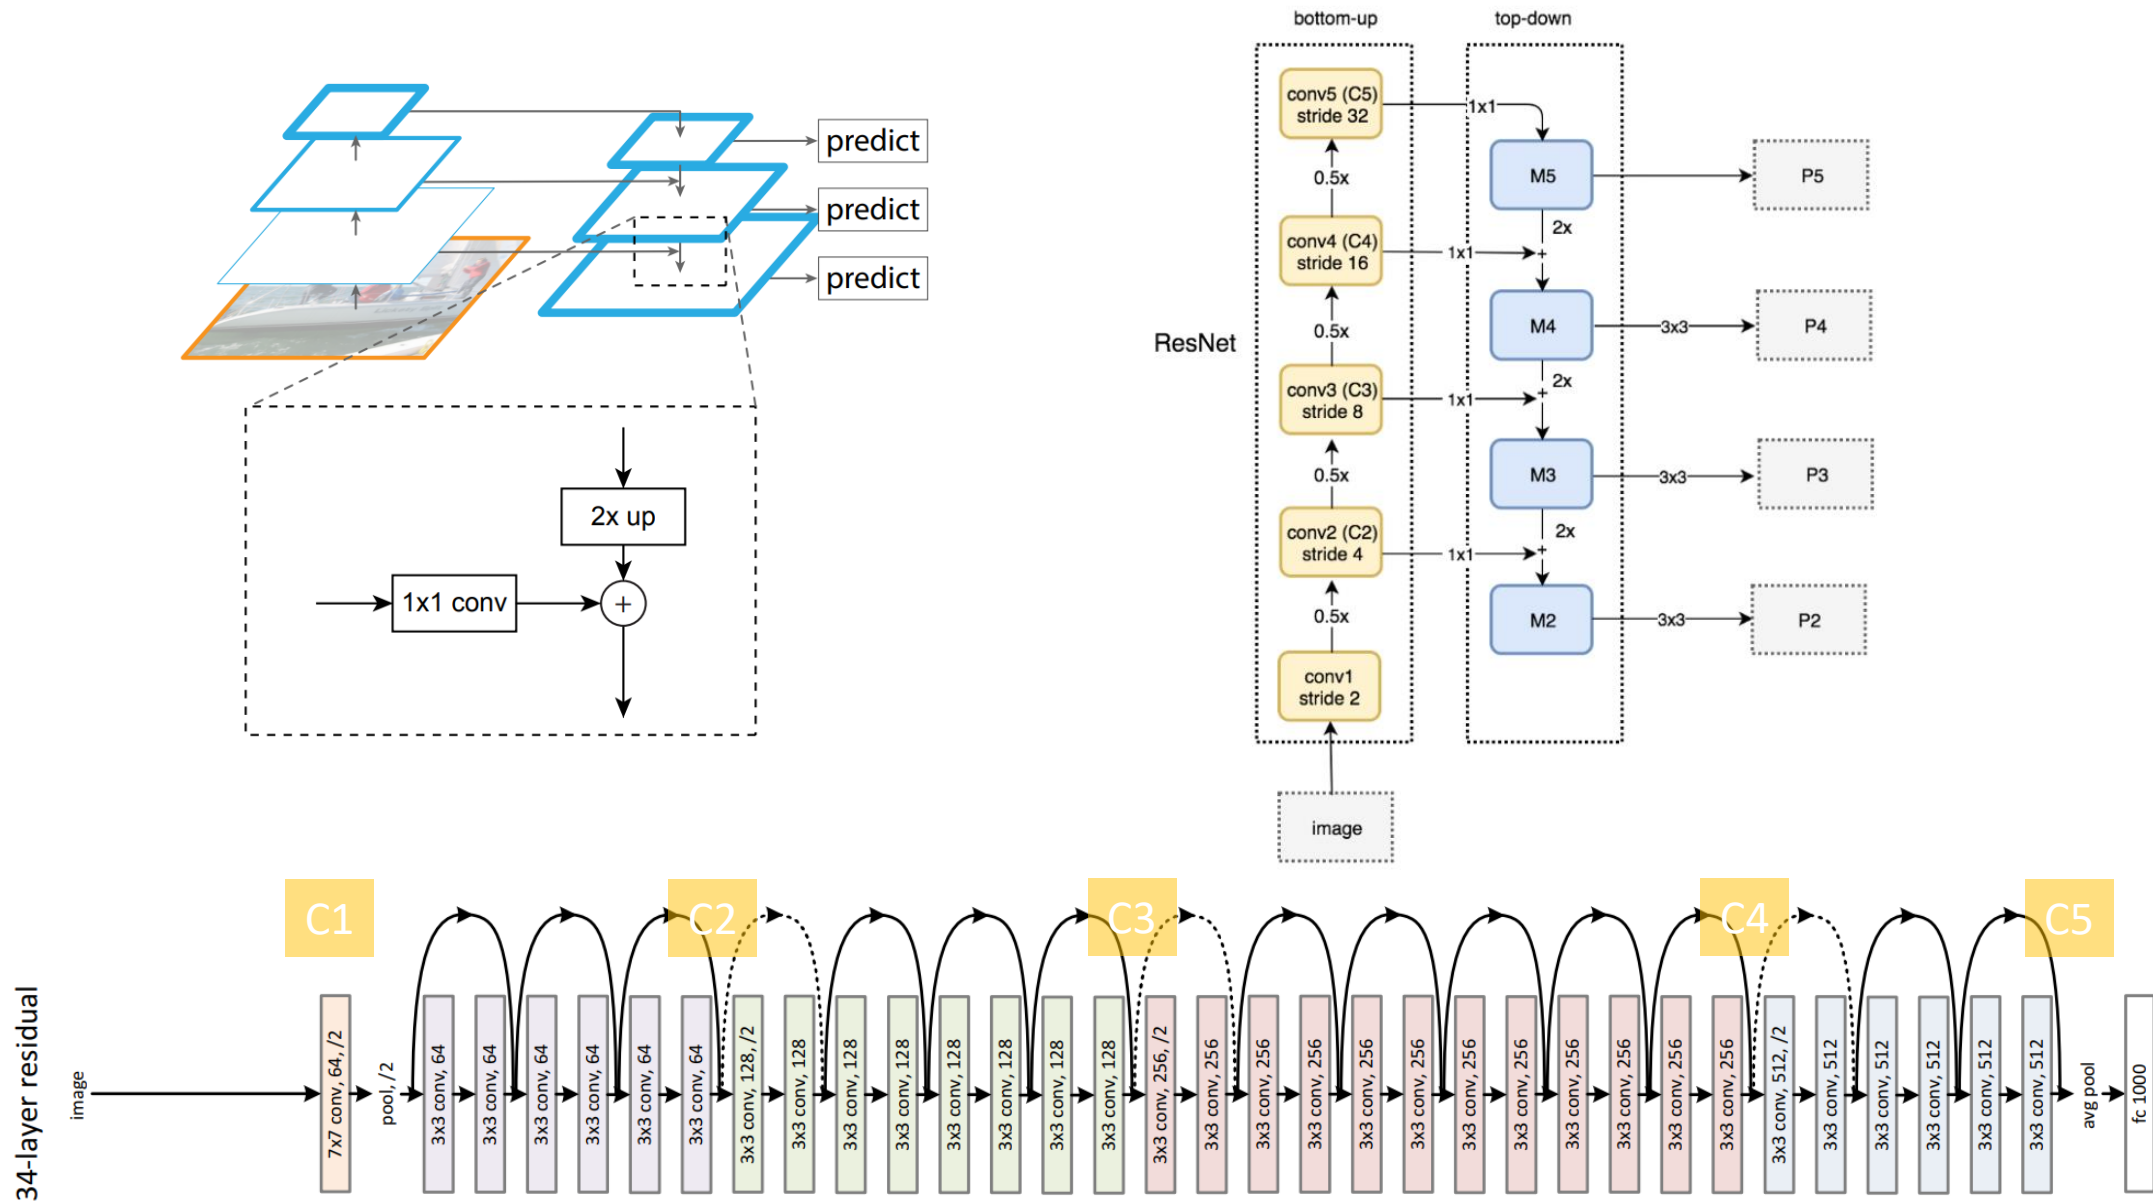 predict
predict
predict
2x up
1x1 conv
+
bottom-up
top-down
conv5 (C5)
stride 32
1x1
M5
P5
0.5x
2x
conv4 (C4)
stride 16
1x1
+
0.5x
M4
3x3
P4
ResNet
2x
conv3 (C3)
stride 8
1x1
+
0.5x
M3
3x3
P3
2x
conv2 (C2)
stride 4
1x1
+
0.5x
M2
3x3
P2
conv1
stride 2
image
C1
C2
C3
C4
C5
34-layer residual
image
7x7 conv, 64, /2
pool, /2
3x3 conv, 64
3x3 conv, 64
3x3 conv, 64
3x3 conv, 64
3x3 conv, 64
3x3 conv, 64
3x3 conv, 128, /2
3x3 conv, 128
3x3 conv, 128
3x3 conv, 128
3x3 conv, 128
3x3 conv, 128
3x3 conv, 128
3x3 conv, 128
3x3 conv, 256, /2
3x3 conv, 256
3x3 conv, 256
3x3 conv, 256
3x3 conv, 256
3x3 conv, 256
3x3 conv, 256
3x3 conv, 256
3x3 conv, 256
3x3 conv, 256
3x3 conv, 256
3x3 conv, 256
3x3 conv, 512, /2
3x3 conv, 512
3x3 conv, 512
3x3 conv, 512
3x3 conv, 512
3x3 conv, 512
avg pool
fc 1000